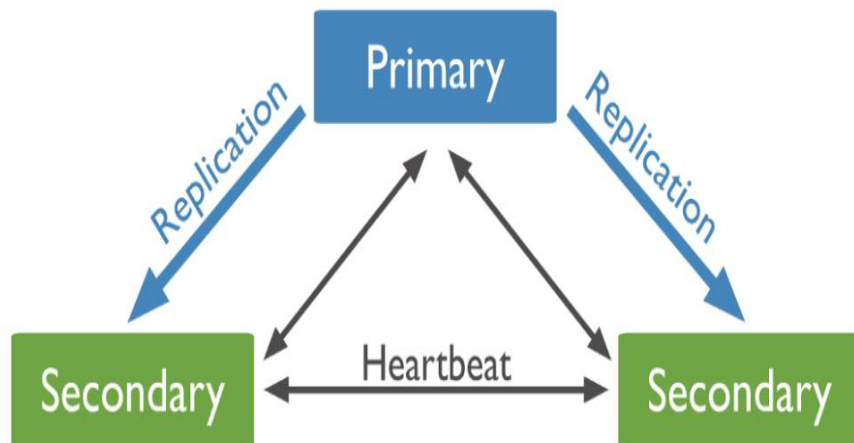 Primary
Replication
Replication
Heartbeat
Secondary
Secondary